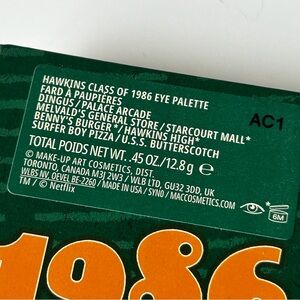 HAWKINS CLASS OF 1986 EYE PALETTE
FARD À PAUPIÈRES
DINGUS / PALACE ARCADE
MELVALD'S GENERAL STORE / STARCOURT MALL*
BENNY'S BURGER* / HAWKINS HIGH*
SURFER BOY PIZZA / U.S.S. BUTTERSCOTCH
TOTAL POIDS NET WT. .45 OZ./12.8 g ℮
© MAKE-UP ART COSMETICS, DIST.
TORONTO, CANADA M3J 2W3 / WLB LTD, GU32 3DD, UK
WLBS NV, OEVEL BE-2260 / MADE IN USA / SYN0 / MACCOSMETICS.COM
TM / © Netflix
AC1
6M
1986